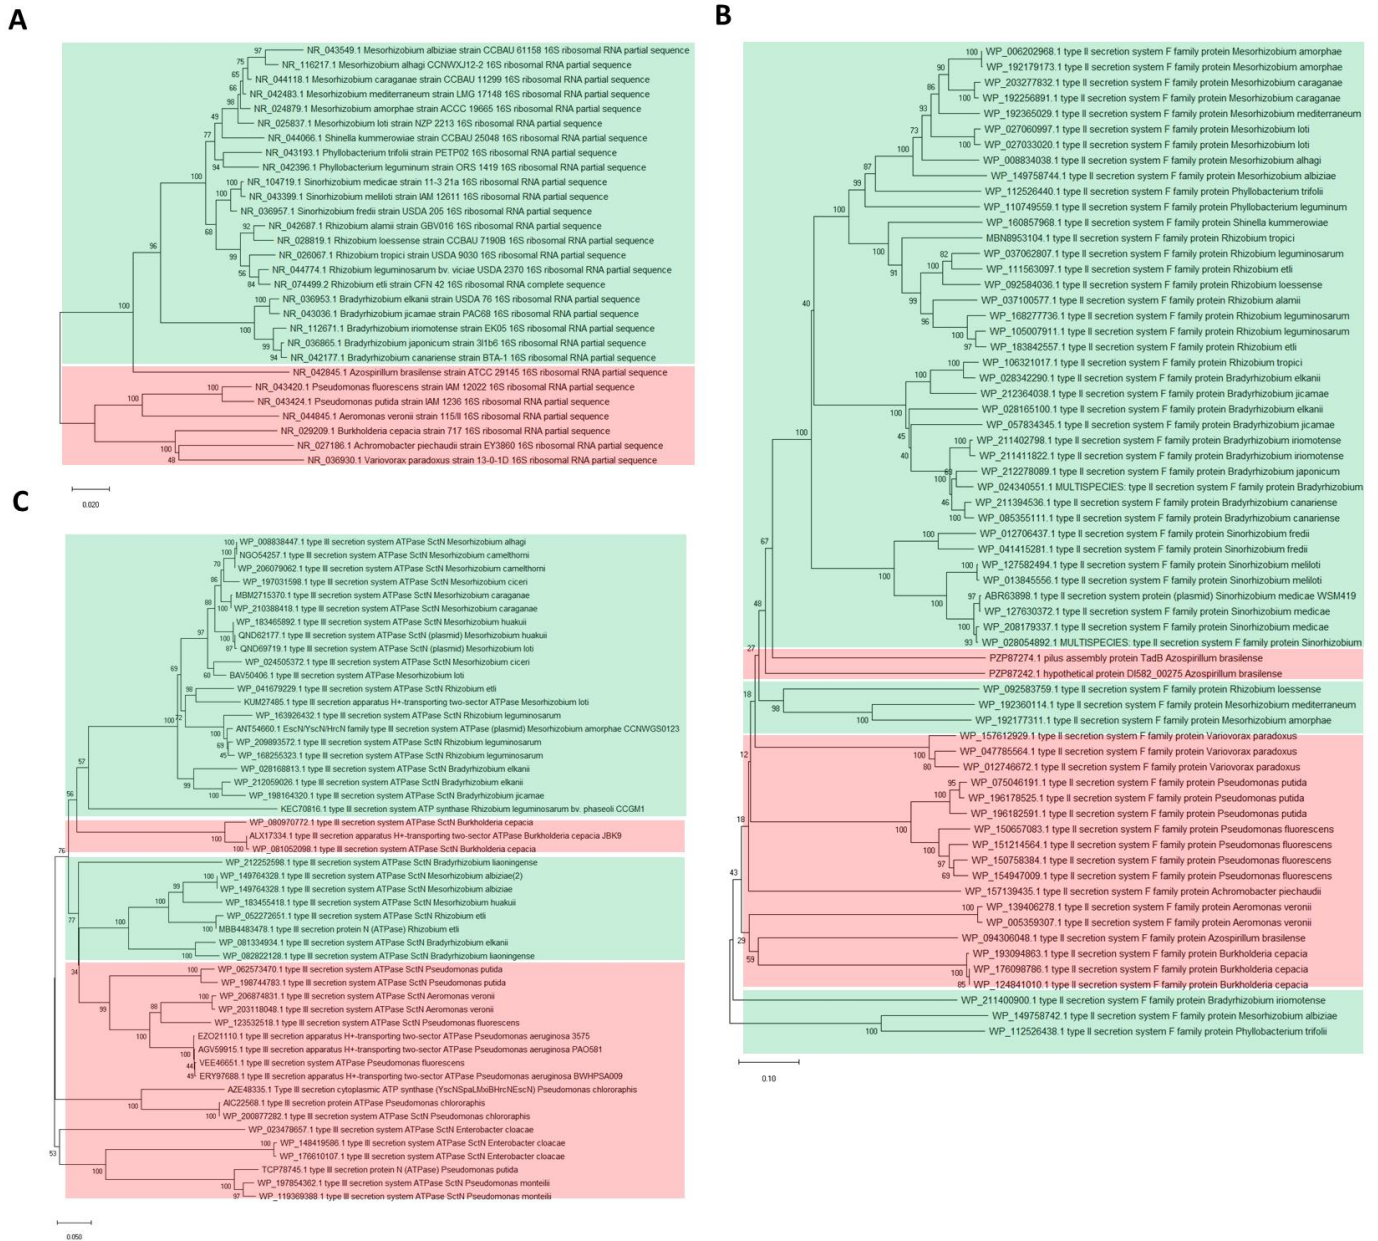 A
NR_043549.1 Mesorhizobium albiziae strain CCBAU 61158 16S ribosomal RNA partial sequence
NR_116217.1 Mesorhizobium alhagi CCNWXJ12-2 16S ribosomal RNA partial sequence
NR_044118.1 Mesorhizobium caraganae strain CCBAU 11299 16S ribosomal RNA partial sequence
NR_042483.1 Mesorhizobium mediterraneum strain LMG 17148 16S ribosomal RNA partial sequence
NR_024879.1 Mesorhizobium amorphae strain ACCC 19665 16S ribosomal RNA partial sequence
NR_025837.1 Mesorhizobium loti strain NZP 2213 16S ribosomal RNA partial sequence
NR_044066.1 Shinella kummerowiae strain CCBAU 25048 16S ribosomal RNA partial sequence
NR_043193.1 Phyllobacterium trifolii strain PETP02 16S ribosomal RNA partial sequence
NR_042396.1 Phyllobacterium leguminum strain ORS 1419 16S ribosomal RNA partial sequence
NR_104719.1 Sinorhizobium medicae strain 11-3 21a 16S ribosomal RNA partial sequence
NR_043399.1 Sinorhizobium meliloti strain IAM 12611 16S ribosomal RNA partial sequence
NR_036957.1 Sinorhizobium fredii strain USDA 205 16S ribosomal RNA partial sequence
NR_042687.1 Rhizobium alamii strain GBV016 16S ribosomal RNA partial sequence
NR_028819.1 Rhizobium loessense strain CCBAU 7190B 16S ribosomal RNA partial sequence
NR_026067.1 Rhizobium tropici strain USDA 9030 16S ribosomal RNA partial sequence
NR_044774.1 Rhizobium leguminosarum bv. viciae USDA 2370 16S ribosomal RNA partial sequence
NR_074499.2 Rhizobium etli strain CFN 42 16S ribosomal RNA complete sequence
NR_036953.1 Bradyrhizobium elkanii strain USDA 76 16S ribosomal RNA partial sequence
NR_043036.1 Bradyrhizobium jicamae strain PAC68 16S ribosomal RNA partial sequence
NR_112671.1 Bradyrhizobium iriomotense strain EK05 16S ribosomal RNA partial sequence
NR_036865.1 Bradyrhizobium japonicum strain 3I1b6 16S ribosomal RNA partial sequence
NR_042177.1 Bradyrhizobium canariense strain BTA-1 16S ribosomal RNA partial sequence
NR_042845.1 Azospirillum brasilense strain ATCC 29145 16S ribosomal RNA partial sequence
NR_043420.1 Pseudomonas fluorescens strain IAM 12022 16S ribosomal RNA partial sequence
NR_043424.1 Pseudomonas putida strain IAM 1236 16S ribosomal RNA partial sequence
NR_044845.1 Aeromonas veronii strain 115/II 16S ribosomal RNA partial sequence
NR_029209.1 Burkholderia cepacia strain 717 16S ribosomal RNA partial sequence
NR_027186.1 Achromobacter piechaudii strain EY3860 16S ribosomal RNA partial sequence
NR_036930.1 Variovorax paradoxus strain 13-0-1D 16S ribosomal RNA partial sequence
0.020
B
WP_006202968.1 type II secretion system F family protein Mesorhizobium amorphae
WP_192179173.1 type II secretion system F family protein Mesorhizobium amorphae
WP_203277832.1 type II secretion system F family protein Mesorhizobium caraganae
WP_192256891.1 type II secretion system F family protein Mesorhizobium caraganae
WP_192365029.1 type II secretion system F family protein Mesorhizobium mediterraneum
WP_027060997.1 type II secretion system F family protein Mesorhizobium loti
WP_027033020.1 type II secretion system F family protein Mesorhizobium loti
WP_008834038.1 type II secretion system F family protein Mesorhizobium alhagi
WP_149758744.1 type II secretion system F family protein Mesorhizobium albiziae
WP_112526440.1 type II secretion system F family protein Phyllobacterium trifolii
WP_110749559.1 type II secretion system F family protein Phyllobacterium leguminum
WP_160857968.1 type II secretion system F family protein Shinella kummerowiae
MBN8953104.1 type II secretion system F family protein Rhizobium tropici
WP_037062807.1 type II secretion system F family protein Rhizobium leguminosarum
WP_111563097.1 type II secretion system F family protein Rhizobium etli
WP_092584036.1 type II secretion system F family protein Rhizobium loessense
WP_037100577.1 type II secretion system F family protein Rhizobium alamii
WP_168277736.1 type II secretion system F family protein Rhizobium leguminosarum
WP_105007911.1 type II secretion system F family protein Rhizobium leguminosarum
WP_183842557.1 type II secretion system F family protein Rhizobium etli
WP_106321017.1 type II secretion system F family protein Rhizobium tropici
WP_028342290.1 type II secretion system F family protein Bradyrhizobium elkanii
WP_212364038.1 type II secretion system F family protein Bradyrhizobium jicamae
WP_028165100.1 type II secretion system F family protein Bradyrhizobium elkanii
WP_057834345.1 type II secretion system F family protein Bradyrhizobium jicamae
WP_211402798.1 type II secretion system F family protein Bradyrhizobium iriomotense
WP_211411822.1 type II secretion system F family protein Bradyrhizobium iriomotense
WP_212278089.1 type II secretion system F family protein Bradyrhizobium japonicum
WP_024340551.1 MULTISPECIES: type II secretion system F family protein Bradyrhizobium
WP_211394536.1 type II secretion system F family protein Bradyrhizobium canariense
WP_085355111.1 type II secretion system F family protein Bradyrhizobium canariense
WP_012706437.1 type II secretion system F family protein Sinorhizobium fredii
WP_041415281.1 type II secretion system F family protein Sinorhizobium fredii
WP_127582494.1 type II secretion system F family protein Sinorhizobium meliloti
WP_013845556.1 type II secretion system F family protein Sinorhizobium meliloti
ABR63898.1 type II secretion system protein (plasmid) Sinorhizobium medicae WSM419
WP_127630372.1 type II secretion system F family protein Sinorhizobium medicae
WP_208179337.1 type II secretion system F family protein Sinorhizobium medicae
WP_028054892.1 MULTISPECIES: type II secretion system F family protein Sinorhizobium
PZP87274.1 pilus assembly protein TadB Azospirillum brasilense
PZP87242.1 hypothetical protein DI582_00275 Azospirillum brasilense
WP_092583759.1 type II secretion system F family protein Rhizobium loessense
WP_192360114.1 type II secretion system F family protein Mesorhizobium mediterraneum
WP_192177311.1 type II secretion system F family protein Mesorhizobium amorphae
WP_157612929.1 type II secretion system F family protein Variovorax paradoxus
WP_047785564.1 type II secretion system F family protein Variovorax paradoxus
WP_012746672.1 type II secretion system F family protein Variovorax paradoxus
WP_075046191.1 type II secretion system F family protein Pseudomonas putida
WP_196178525.1 type II secretion system F family protein Pseudomonas putida
WP_196182591.1 type II secretion system F family protein Pseudomonas putida
WP_150657083.1 type II secretion system F family protein Pseudomonas fluorescens
WP_151214564.1 type II secretion system F family protein Pseudomonas fluorescens
WP_150758384.1 type II secretion system F family protein Pseudomonas fluorescens
WP_154947009.1 type II secretion system F family protein Pseudomonas fluorescens
WP_157139435.1 type II secretion system F family protein Achromobacter piechaudii
WP_139406278.1 type II secretion system F family protein Aeromonas veronii
WP_005359307.1 type II secretion system F family protein Aeromonas veronii
WP_094306048.1 type II secretion system F family protein Azospirillum brasilense
WP_193094863.1 type II secretion system F family protein Burkholderia cepacia
WP_176098786.1 type II secretion system F family protein Burkholderia cepacia
WP_124841010.1 type II secretion system F family protein Burkholderia cepacia
WP_211400900.1 type II secretion system F family protein Bradyrhizobium iriomotense
WP_149758742.1 type II secretion system F family protein Mesorhizobium albiziae
WP_112526438.1 type II secretion system F family protein Phyllobacterium trifolii
0.10
C
WP_008838447.1 type III secretion system ATPase SctN Mesorhizobium alhagi
NGO54257.1 type III secretion system ATPase SctN Mesorhizobium camelthorni
WP_206079062.1 type III secretion system ATPase SctN Mesorhizobium camelthorni
WP_197031598.1 type III secretion system ATPase SctN Mesorhizobium ciceri
MBM2715370.1 type III secretion system ATPase SctN Mesorhizobium caraganae
WP_210388418.1 type III secretion system ATPase SctN Mesorhizobium caraganae
WP_183465892.1 type III secretion system ATPase SctN Mesorhizobium huakuii
QND62177.1 type III secretion system ATPase SctN (plasmid) Mesorhizobium huakuii
QND69719.1 type III secretion system ATPase SctN (plasmid) Mesorhizobium loti
WP_024505372.1 type III secretion system ATPase SctN Mesorhizobium ciceri
BAV50406.1 type III secretion system ATPase Mesorhizobium loti
WP_041679229.1 type III secretion system ATPase SctN Rhizobium etli
KUM27485.1 type III secretion apparatus H+-transporting two-sector ATPase Mesorhizobium loti
WP_163926432.1 type III secretion system ATPase SctN Rhizobium leguminosarum
ANT54660.1 EscN/YscN/HrcN family type III secretion system ATPase (plasmid) Mesorhizobium amorphae CCNWGS0123
WP_209893572.1 type III secretion system ATPase SctN Rhizobium leguminosarum
WP_168255323.1 type III secretion system ATPase SctN Rhizobium leguminosarum
WP_028168813.1 type III secretion system ATPase SctN Bradyrhizobium elkanii
WP_212059026.1 type III secretion system ATPase SctN Bradyrhizobium elkanii
WP_198164320.1 type III secretion system ATPase SctN Bradyrhizobium jicamae
KEC70816.1 type III secretion system ATP synthase Rhizobium leguminosarum bv. phaseoli CCGM1
WP_080970772.1 type III secretion system ATPase SctN Burkholderia cepacia
ALX17334.1 type III secretion apparatus H+-transporting two-sector ATPase Burkholderia cepacia JBK9
WP_081052098.1 type III secretion system ATPase SctN Burkholderia cepacia
WP_212252598.1 type III secretion system ATPase SctN Bradyrhizobium liaoningense
WP_149764328.1 type III secretion system ATPase SctN Mesorhizobium albiziae(2)
WP_149764328.1 type III secretion system ATPase SctN Mesorhizobium albiziae
WP_183455418.1 type III secretion system ATPase SctN Mesorhizobium huakuii
WP_052272651.1 type III secretion system ATPase SctN Rhizobium etli
MBB4483478.1 type III secretion protein N (ATPase) Rhizobium etli
WP_081334934.1 type III secretion system ATPase SctN Bradyrhizobium elkanii
WP_082822128.1 type III secretion system ATPase SctN Bradyrhizobium liaoningense
WP_062573470.1 type III secretion system ATPase SctN Pseudomonas putida
WP_198744783.1 type III secretion system ATPase SctN Pseudomonas putida
WP_206874831.1 type III secretion system ATPase SctN Aeromonas veronii
WP_203118048.1 type III secretion system ATPase SctN Aeromonas veronii
WP_123532518.1 type III secretion system ATPase SctN Pseudomonas fluorescens
EZO21110.1 type III secretion apparatus H+-transporting two-sector ATPase Pseudomonas aeruginosa 3575
AGV59915.1 type III secretion apparatus H+-transporting two-sector ATPase Pseudomonas aeruginosa PAO581
VEE46651.1 type III secretion system ATPase Pseudomonas fluorescens
ERY97688.1 type III secretion apparatus H+-transporting two-sector ATPase Pseudomonas aeruginosa BWHPSA009
AZE48335.1 Type III secretion cytoplasmic ATP synthase (YscNSpaLMxiBHrcNEscN) Pseudomonas chlororaphis
AIC22568.1 type III secretion protein ATPase Pseudomonas chlororaphis
WP_200877282.1 type III secretion system ATPase SctN Pseudomonas chlororaphis
WP_023478657.1 type III secretion system ATPase SctN Enterobacter cloacae
WP_148419586.1 type III secretion system ATPase SctN Enterobacter cloacae
WP_176610107.1 type III secretion system ATPase SctN Enterobacter cloacae
TCP78745.1 type III secretion protein N (ATPase) Pseudomonas putida
WP_197854362.1 type III secretion system ATPase SctN Pseudomonas monteilii
WP_119369388.1 type III secretion system ATPase SctN Pseudomonas monteilii
0.050